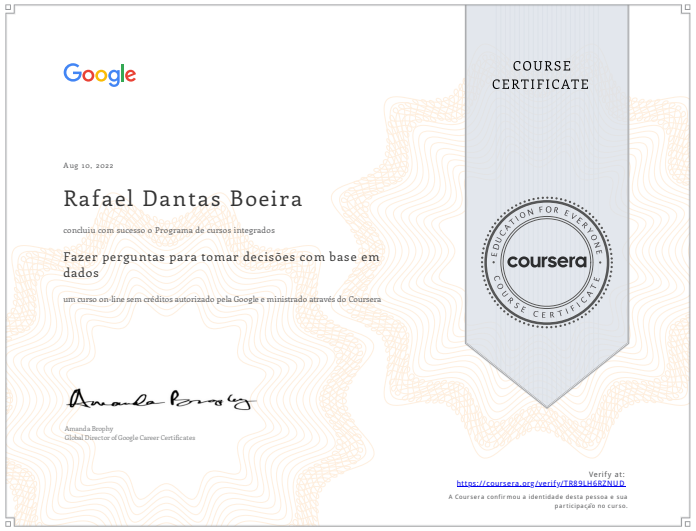 Google
COURSE
CERTIFICATE
Aug 10, 2022
Rafael Dantas Boeira
concluiu com sucesso o Programa de cursos integrados
Fazer perguntas para tomar decisões com base em
dados
um curso on-line sem créditos autorizado pela Google e ministrado através do Coursera
EDUCATION FOR EVERYONE
coursera
COURSE CERTIFICATE
Amanda Brophy
Amanda Brophy
Global Director of Google Career Certificates
Verify at:
https://coursera.org/verify/TR89LH6RZNUD
A Coursera confirmou a identidade desta pessoa e sua
participação no curso.